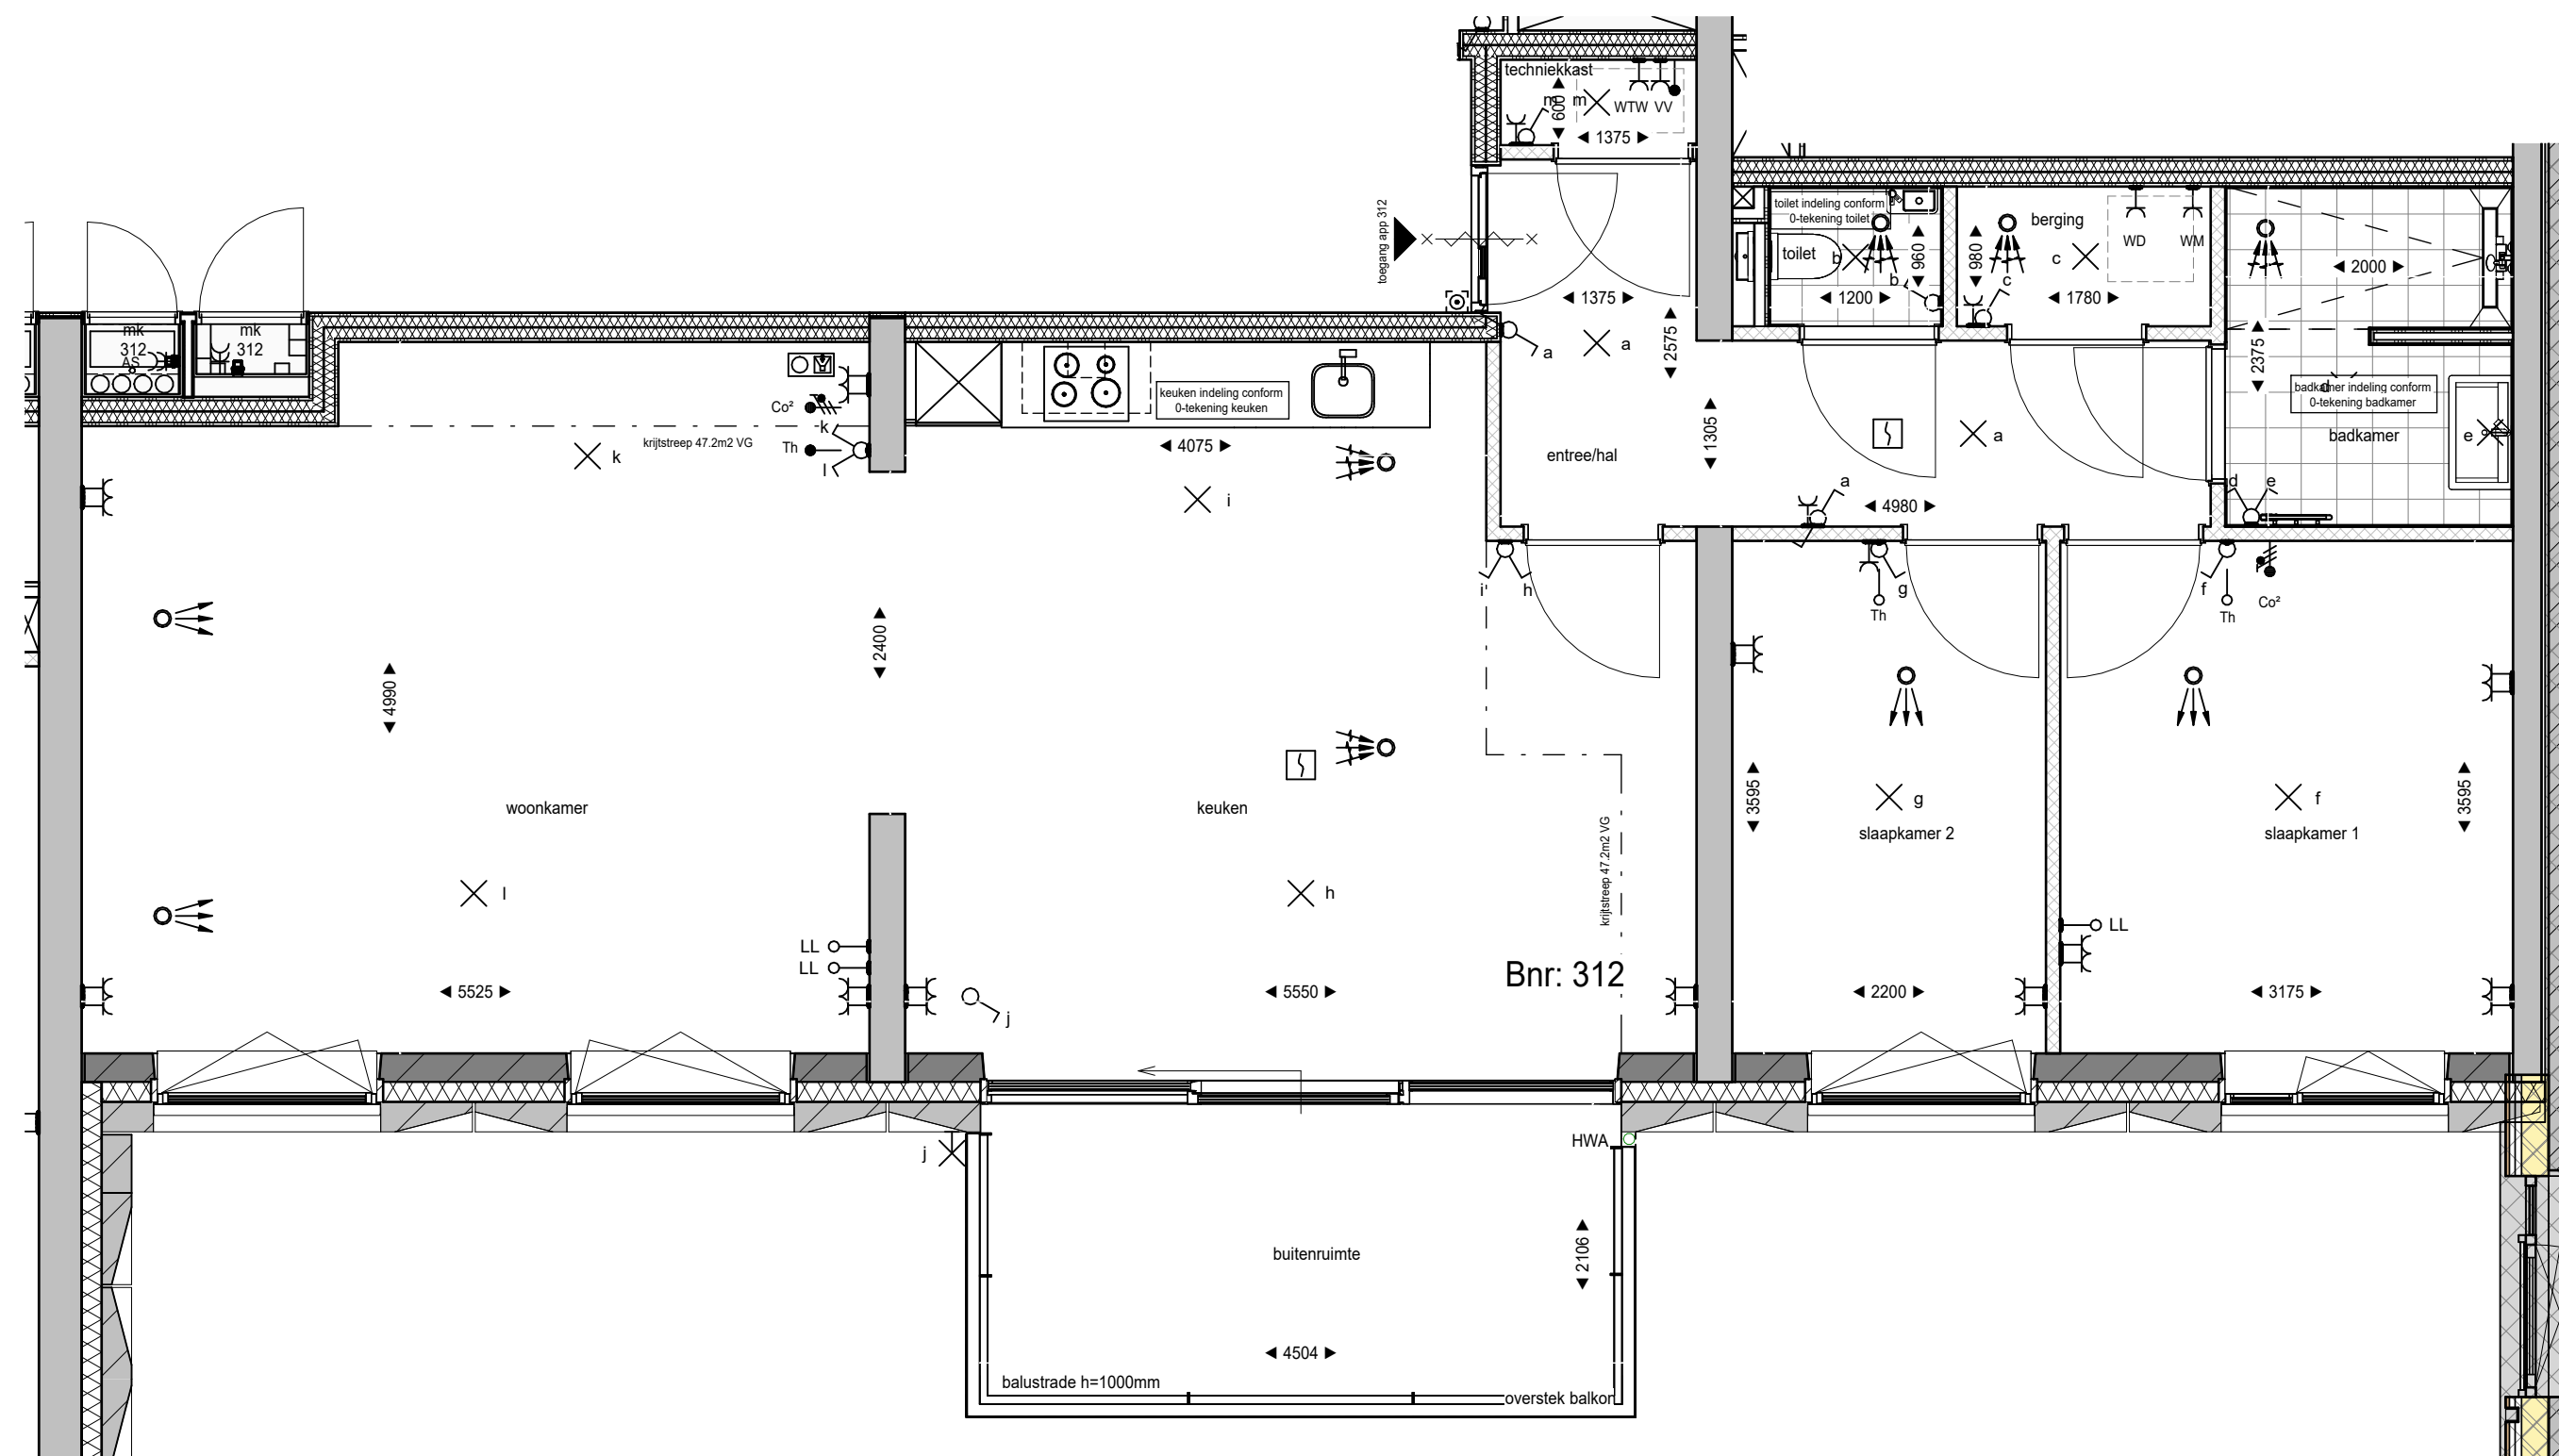 techniekkast
m m WTW VV
600
1375
toegang app 312
toilet indeling conform
0-tekening toilet
toilet
b
b
960
1200
berging
980
c
c
WD
WM
1780
2000
mk
312
AS
mk
312
1375
2575
a
a
2375
d
badkamer indeling conform
0-tekening badkamer
badkamer
e
Co²
k
Th
l
krijtstreep 47.2m2 VG
k
keuken indeling conform
0-tekening keuken
4075
i
entree/hal
1305
a
a
4980
d
e
i
h
g
Th
f
Th
Co²
4990
2400
woonkamer
keuken
3595
g
slaapkamer 2
f
slaapkamer 1
3595
krijtstreep 47.2m2 VG
l
h
LL
LL
LL
Bnr: 312
5525
j
5550
2200
3175
j
HWA
buitenruimte
2106
4504
balustrade h=1000mm
overstek balkon